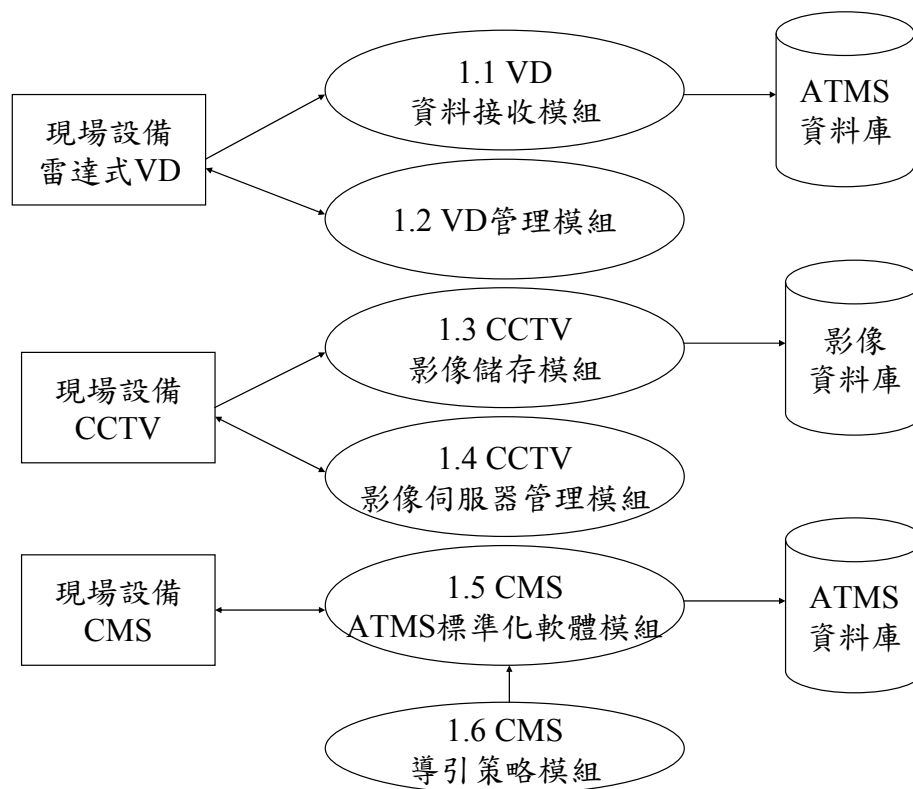 1.1 VD
資料接收模組
ATMS
資料庫
現場設備
雷達式VD
1.2 VD管理模組
1.3 CCTV
影像儲存模組
影像
資料庫
現場設備
CCTV
1.4 CCTV
影像伺服器管理模組
現場設備
CMS
1.5 CMS
ATMS標準化軟體模組
ATMS
資料庫
1.6 CMS
導引策略模組